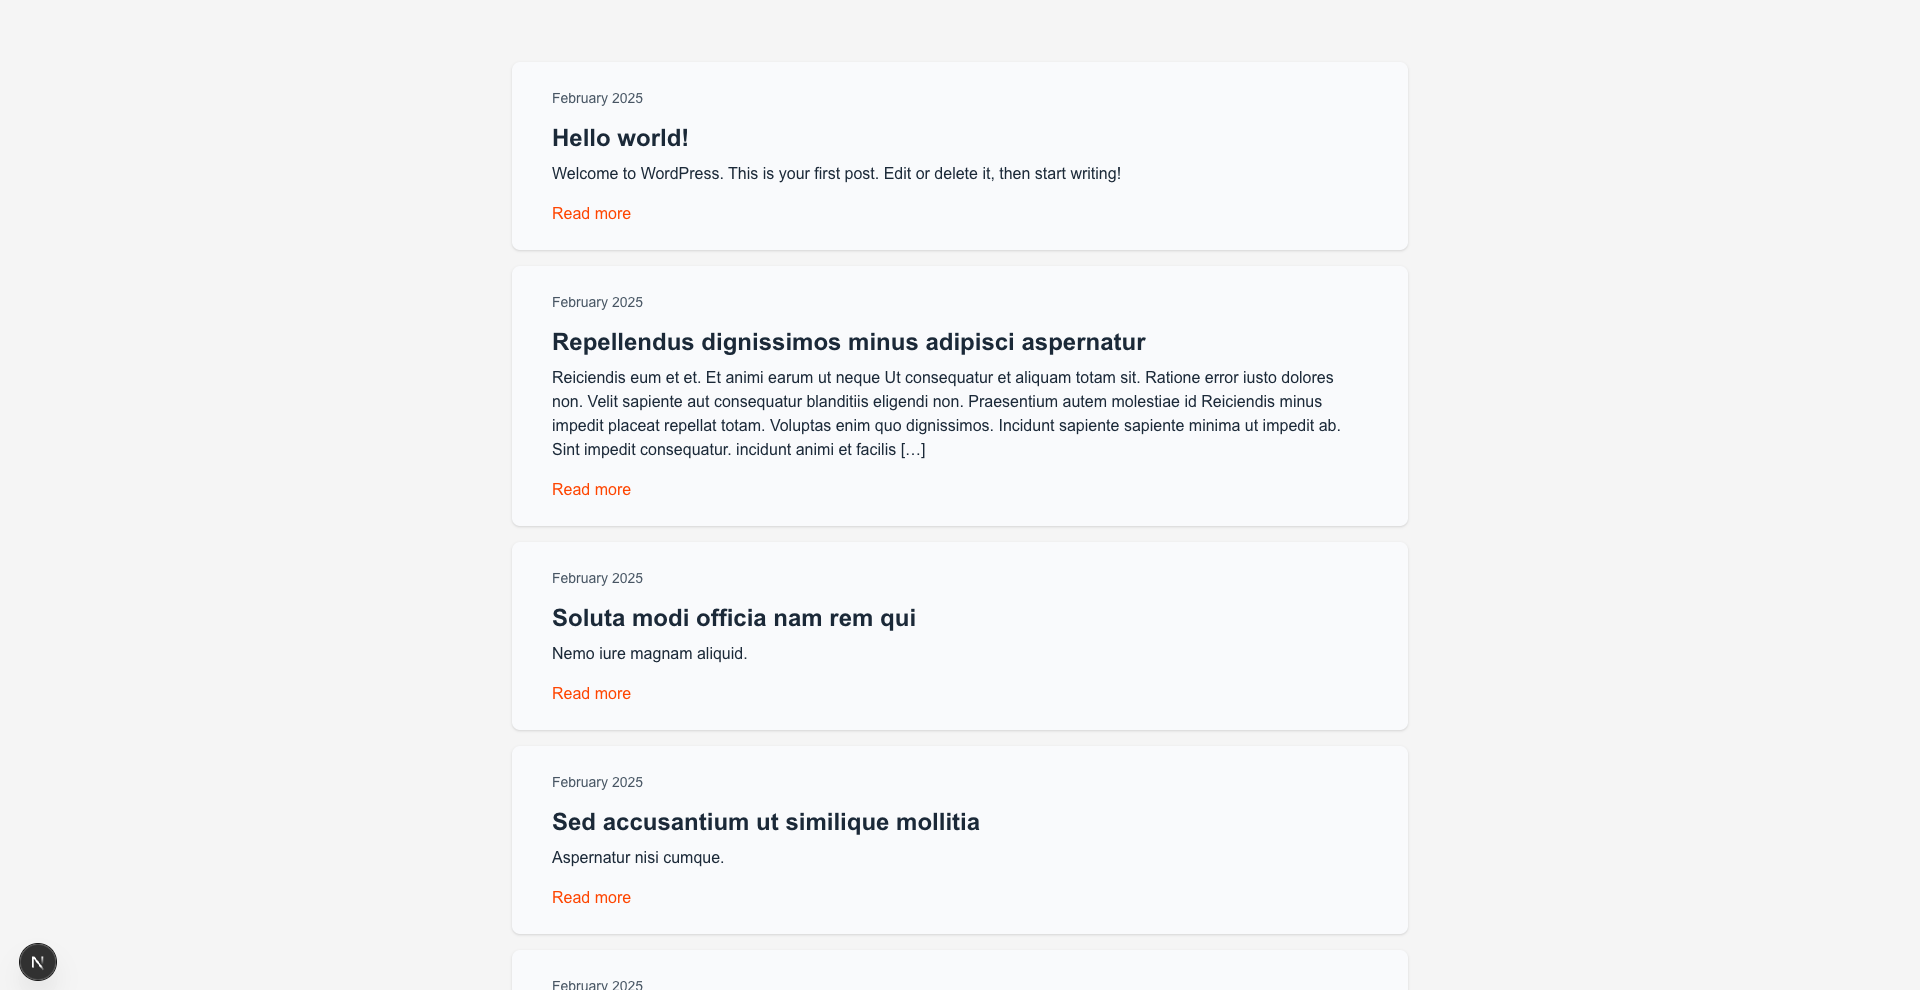 February 2025
Hello world!
Welcome to WordPress. This is your first post. Edit or delete it, then start writing!
Read more
February 2025
Repellendus dignissimos minus adipisci aspernatur
Reiciendis eum et et. Et animi earum ut neque Ut consequatur et aliquam totam sit. Ratione error iusto dolores
non. Velit sapiente aut consequatur blanditiis eligendi non. Praesentium autem molestiae id Reiciendis minus
impedit placeat repellat totam. Voluptas enim quo dignissimos. Incidunt sapiente sapiente minima ut impedit ab.
Sint impedit consequatur. incidunt animi et facilis […]
Read more
February 2025
Soluta modi officia nam rem qui
Nemo iure magnam aliquid.
Read more
February 2025
Sed accusantium ut similique mollitia
Aspernatur nisi cumque.
Read more
February 2025
N